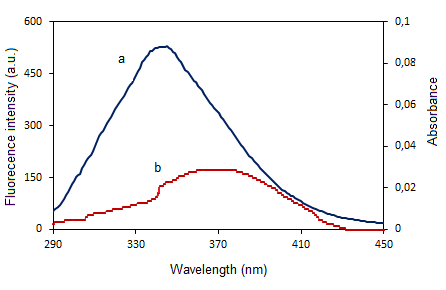 600
450
300
150
0
Fluorecence intensity (a.u.)
a
b
0,1
0,08
0,06
0,04
0,02
0
Absorbance
290 330 370 410 450
Wavelength (nm)